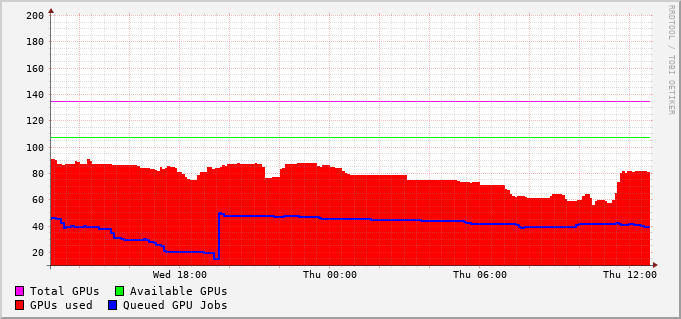 200
180
160
140
120
100
80
60
40
20
Wed 18:00 Thu 00:00 Thu 06:00 Thu 12:00
Total GPUs Available GPUs
GPUs used Queued GPU Jobs
RRDTOOL / TOBI OETIKER